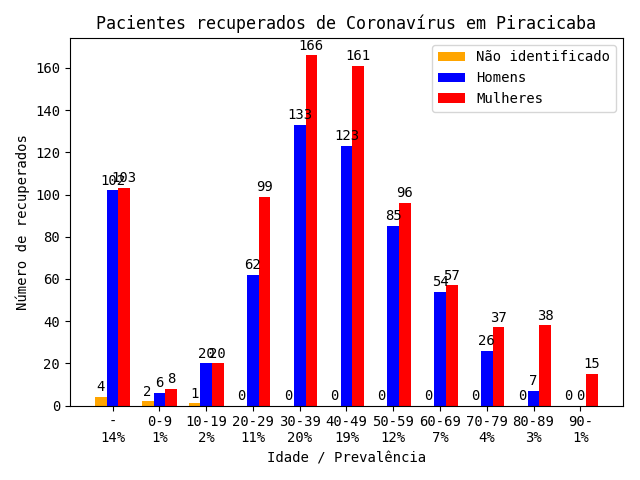 Pacientes recuperados de Coronavírus em Piracicaba
Número de recuperados
160
140
120
100
80
60
40
20
0
Não identificado
Homens
Mulheres
4 102 103
2 6 8
1 20 20
0 62 99
0 133 166
0 123 161
0 85 96
0 54 57
0 26 37
0 7 38
0 0 15
- 0-9 10-19 20-29 30-39 40-49 50-59 60-69 70-79 80-89 90-
14% 1% 2% 11% 20% 19% 12% 7% 4% 3% 1%
Idade / Prevalência